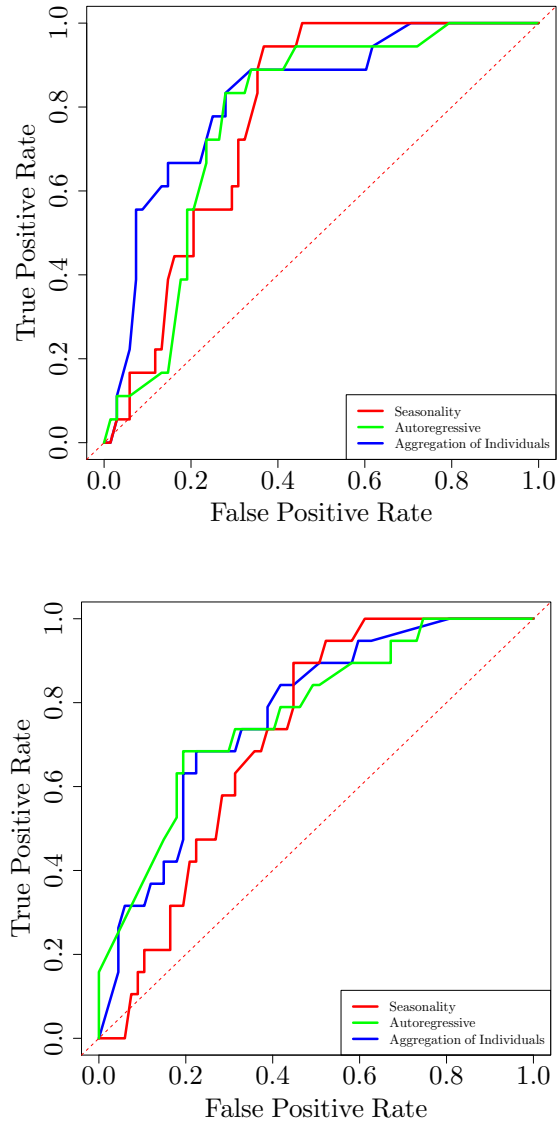 True Positive Rate
1.0
0.8
0.6
0.4
0.2
0.0
Seasonality
Autoregressive
Aggregation of Individuals
0.0 0.2 0.4 0.6 0.8 1.0
False Positive Rate
True Positive Rate
1.0
0.8
0.6
0.4
0.2
0.0
Seasonality
Autoregressive
Aggregation of Individuals
0.0 0.2 0.4 0.6 0.8 1.0
False Positive Rate